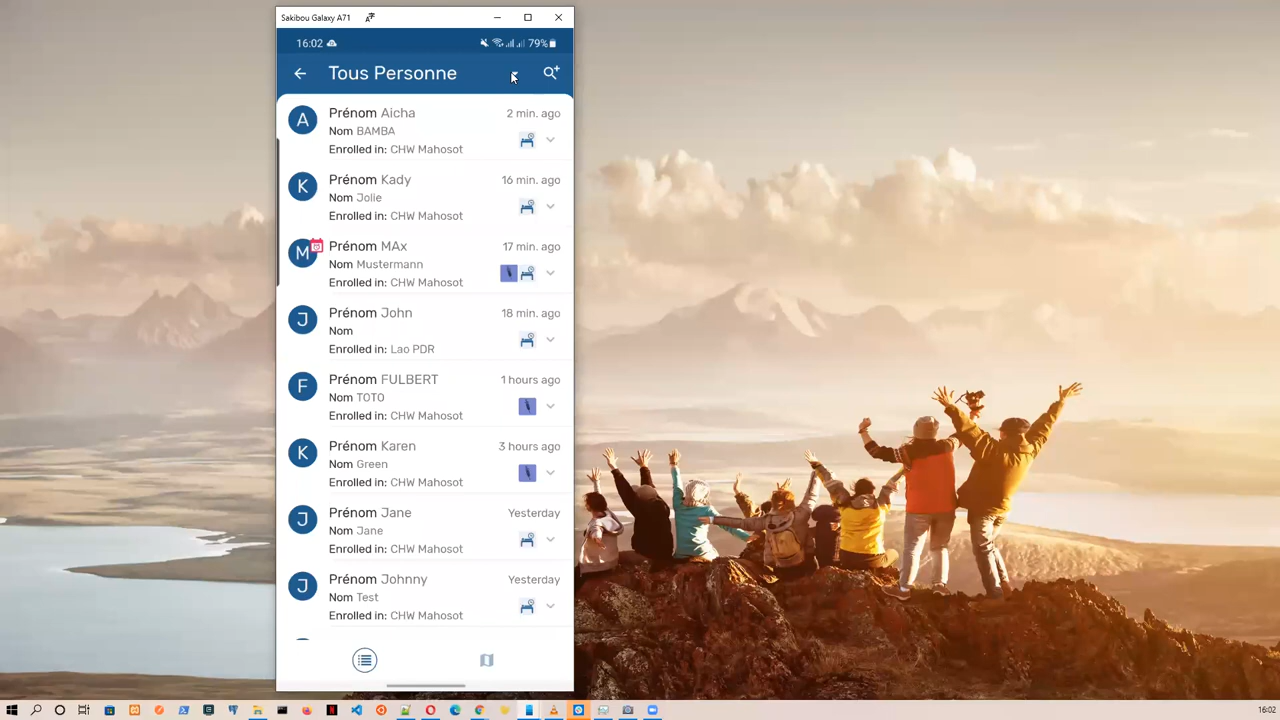 Sakibou Galaxy A71
16:02 79%
Tous Personne
A Prénom Aicha 2 min. ago
Nom BAMBA
Enrolled in: CHW Mahosot
K Prénom Kady 16 min. ago
Nom Jolie
Enrolled in: CHW Mahosot
M Prénom MAx 17 min. ago
Nom Mustermann
Enrolled in: CHW Mahosot
J Prénom John 18 min. ago
Nom
Enrolled in: Lao PDR
F Prénom FULBERT 1 hours ago
Nom TOTO
Enrolled in: CHW Mahosot
K Prénom Karen 3 hours ago
Nom Green
Enrolled in: CHW Mahosot
J Prénom Jane Yesterday
Nom Jane
Enrolled in: CHW Mahosot
J Prénom Johnny Yesterday
Nom Test
Enrolled in: CHW Mahosot
16:02